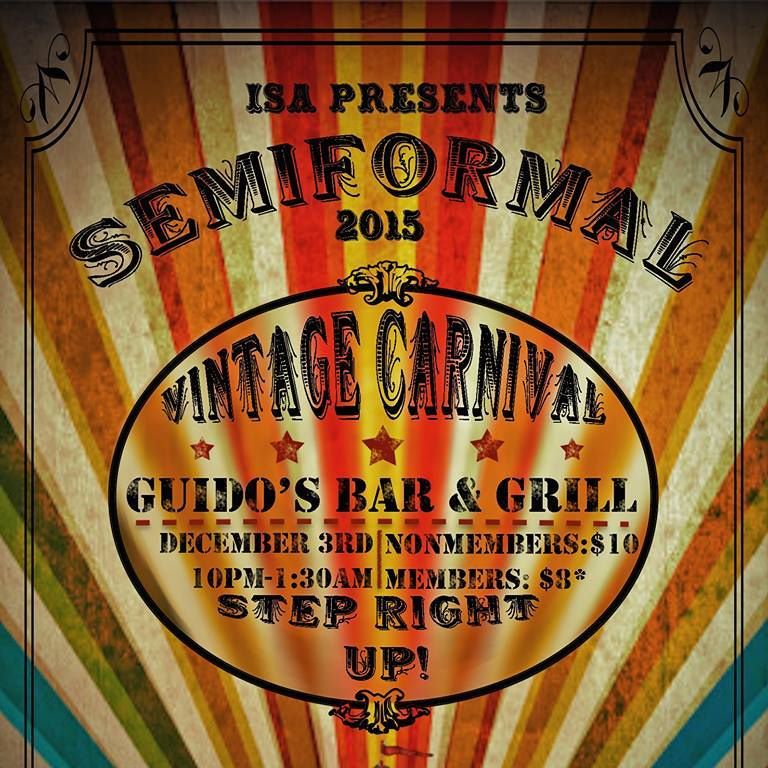 ISA PRESENTS
SEMIFORMAL
2015
VINTAGE CARNIVAL
GUIDO'S BAR & GRILL
DECEMBER 3RD NONMEMBERS:$10
10PM-1:30AM MEMBERS: $8*
STEP RIGHT
UP!